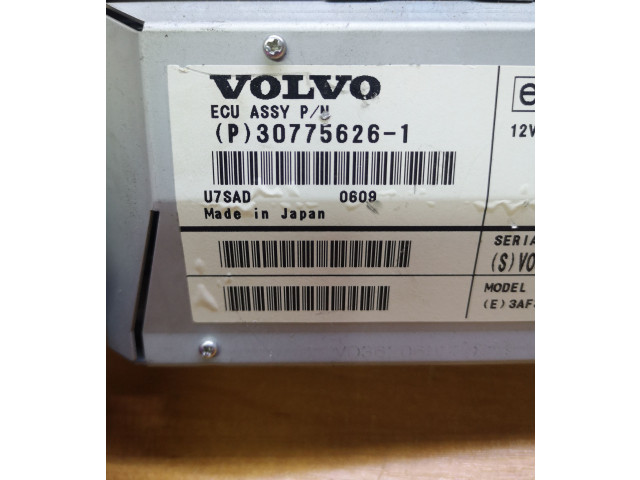 VOLVO
ECU ASSY P/N
(P)30775626-1
12V
U7SAD 0609
Made in Japan
SERIA
(S)VO
MODEL
(E)3AF